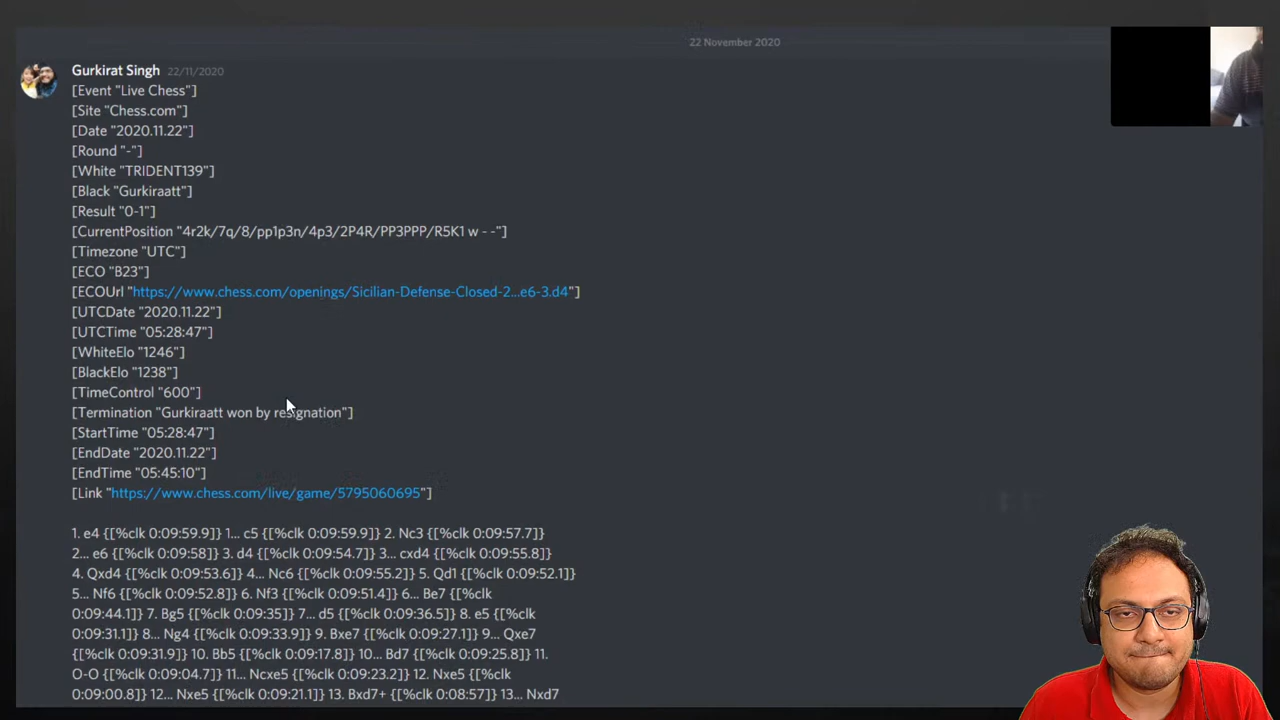 22 November 2020
Gurkirat Singh 22/11/2020
[Event "Live Chess"]
[Site "Chess.com"]
[Date "2020.11.22"]
[Round "-"]
[White "TRIDENT139"]
[Black "Gurkiraatt"]
[Result "0-1"]
[CurrentPosition "4r2k/7q/8/pp1p3n/4p3/2P4R/PP3PPP/R5K1 w - -"]
[Timezone "UTC"]
[ECO "B23"]
[ECOUrl "https://www.chess.com/openings/Sicilian-Defense-Closed-2...e6-3.d4"]
[UTCDate "2020.11.22"]
[UTCTime "05:28:47"]
[WhiteElo "1246"]
[BlackElo "1238"]
[TimeControl "600"]
[Termination "Gurkiraatt won by resignation"]
[StartTime "05:28:47"]
[EndDate "2020.11.22"]
[EndTime "05:45:10"]
[Link "https://www.chess.com/live/game/5795060695"]
1. e4 {[%clk 0:09:59.9]} 1... c5 {[%clk 0:09:59.9]} 2. Nc3 {[%clk 0:09:57.7]}
2... e6 {[%clk 0:09:58]} 3. d4 {[%clk 0:09:54.7]} 3... cxd4 {[%clk 0:09:55.8]}
4. Qxd4 {[%clk 0:09:53.6]} 4... Nc6 {[%clk 0:09:55.2]} 5. Qd1 {[%clk 0:09:52.1]}
5... Nf6 {[%clk 0:09:52.8]} 6. Nf3 {[%clk 0:09:51.4]} 6... Be7 {[%clk
0:09:44.1]} 7. Bg5 {[%clk 0:09:35]} 7... d5 {[%clk 0:09:36.5]} 8. e5 {[%clk
0:09:31.1]} 8... Ng4 {[%clk 0:09:33.9]} 9. Bxe7 {[%clk 0:09:27.1]} 9... Qxe7
{[%clk 0:09:31.9]} 10. Bb5 {[%clk 0:09:17.8]} 10... Bd7 {[%clk 0:09:25.8]} 11.
O-O {[%clk 0:09:04.7]} 11... Ncxe5 {[%clk 0:09:23.2]} 12. Nxe5 {[%clk
0:09:00.8]} 12... Nxe5 {[%clk 0:09:21.1]} 13. Bxd7+ {[%clk 0:08:57]} 13... Nxd7